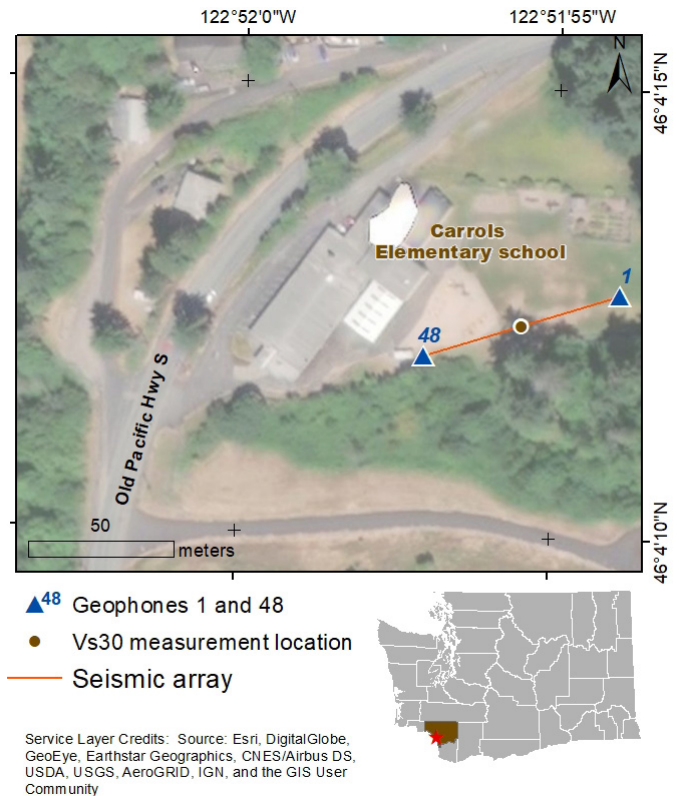 122°52'0"W
122°51'55"W
N
46°4'15"N
Carrols
Elementary school
1
48
Old Pacific Hwy S
50
meters
46°4'10"N
48
Geophones 1 and 48
Vs30 measurement location
Seismic array
Service Layer Credits: Source: Esri, DigitalGlobe,
GeoEye, Earthstar Geographics, CNES/Airbus DS,
USDA, USGS, AeroGRID, IGN, and the GIS User
Community